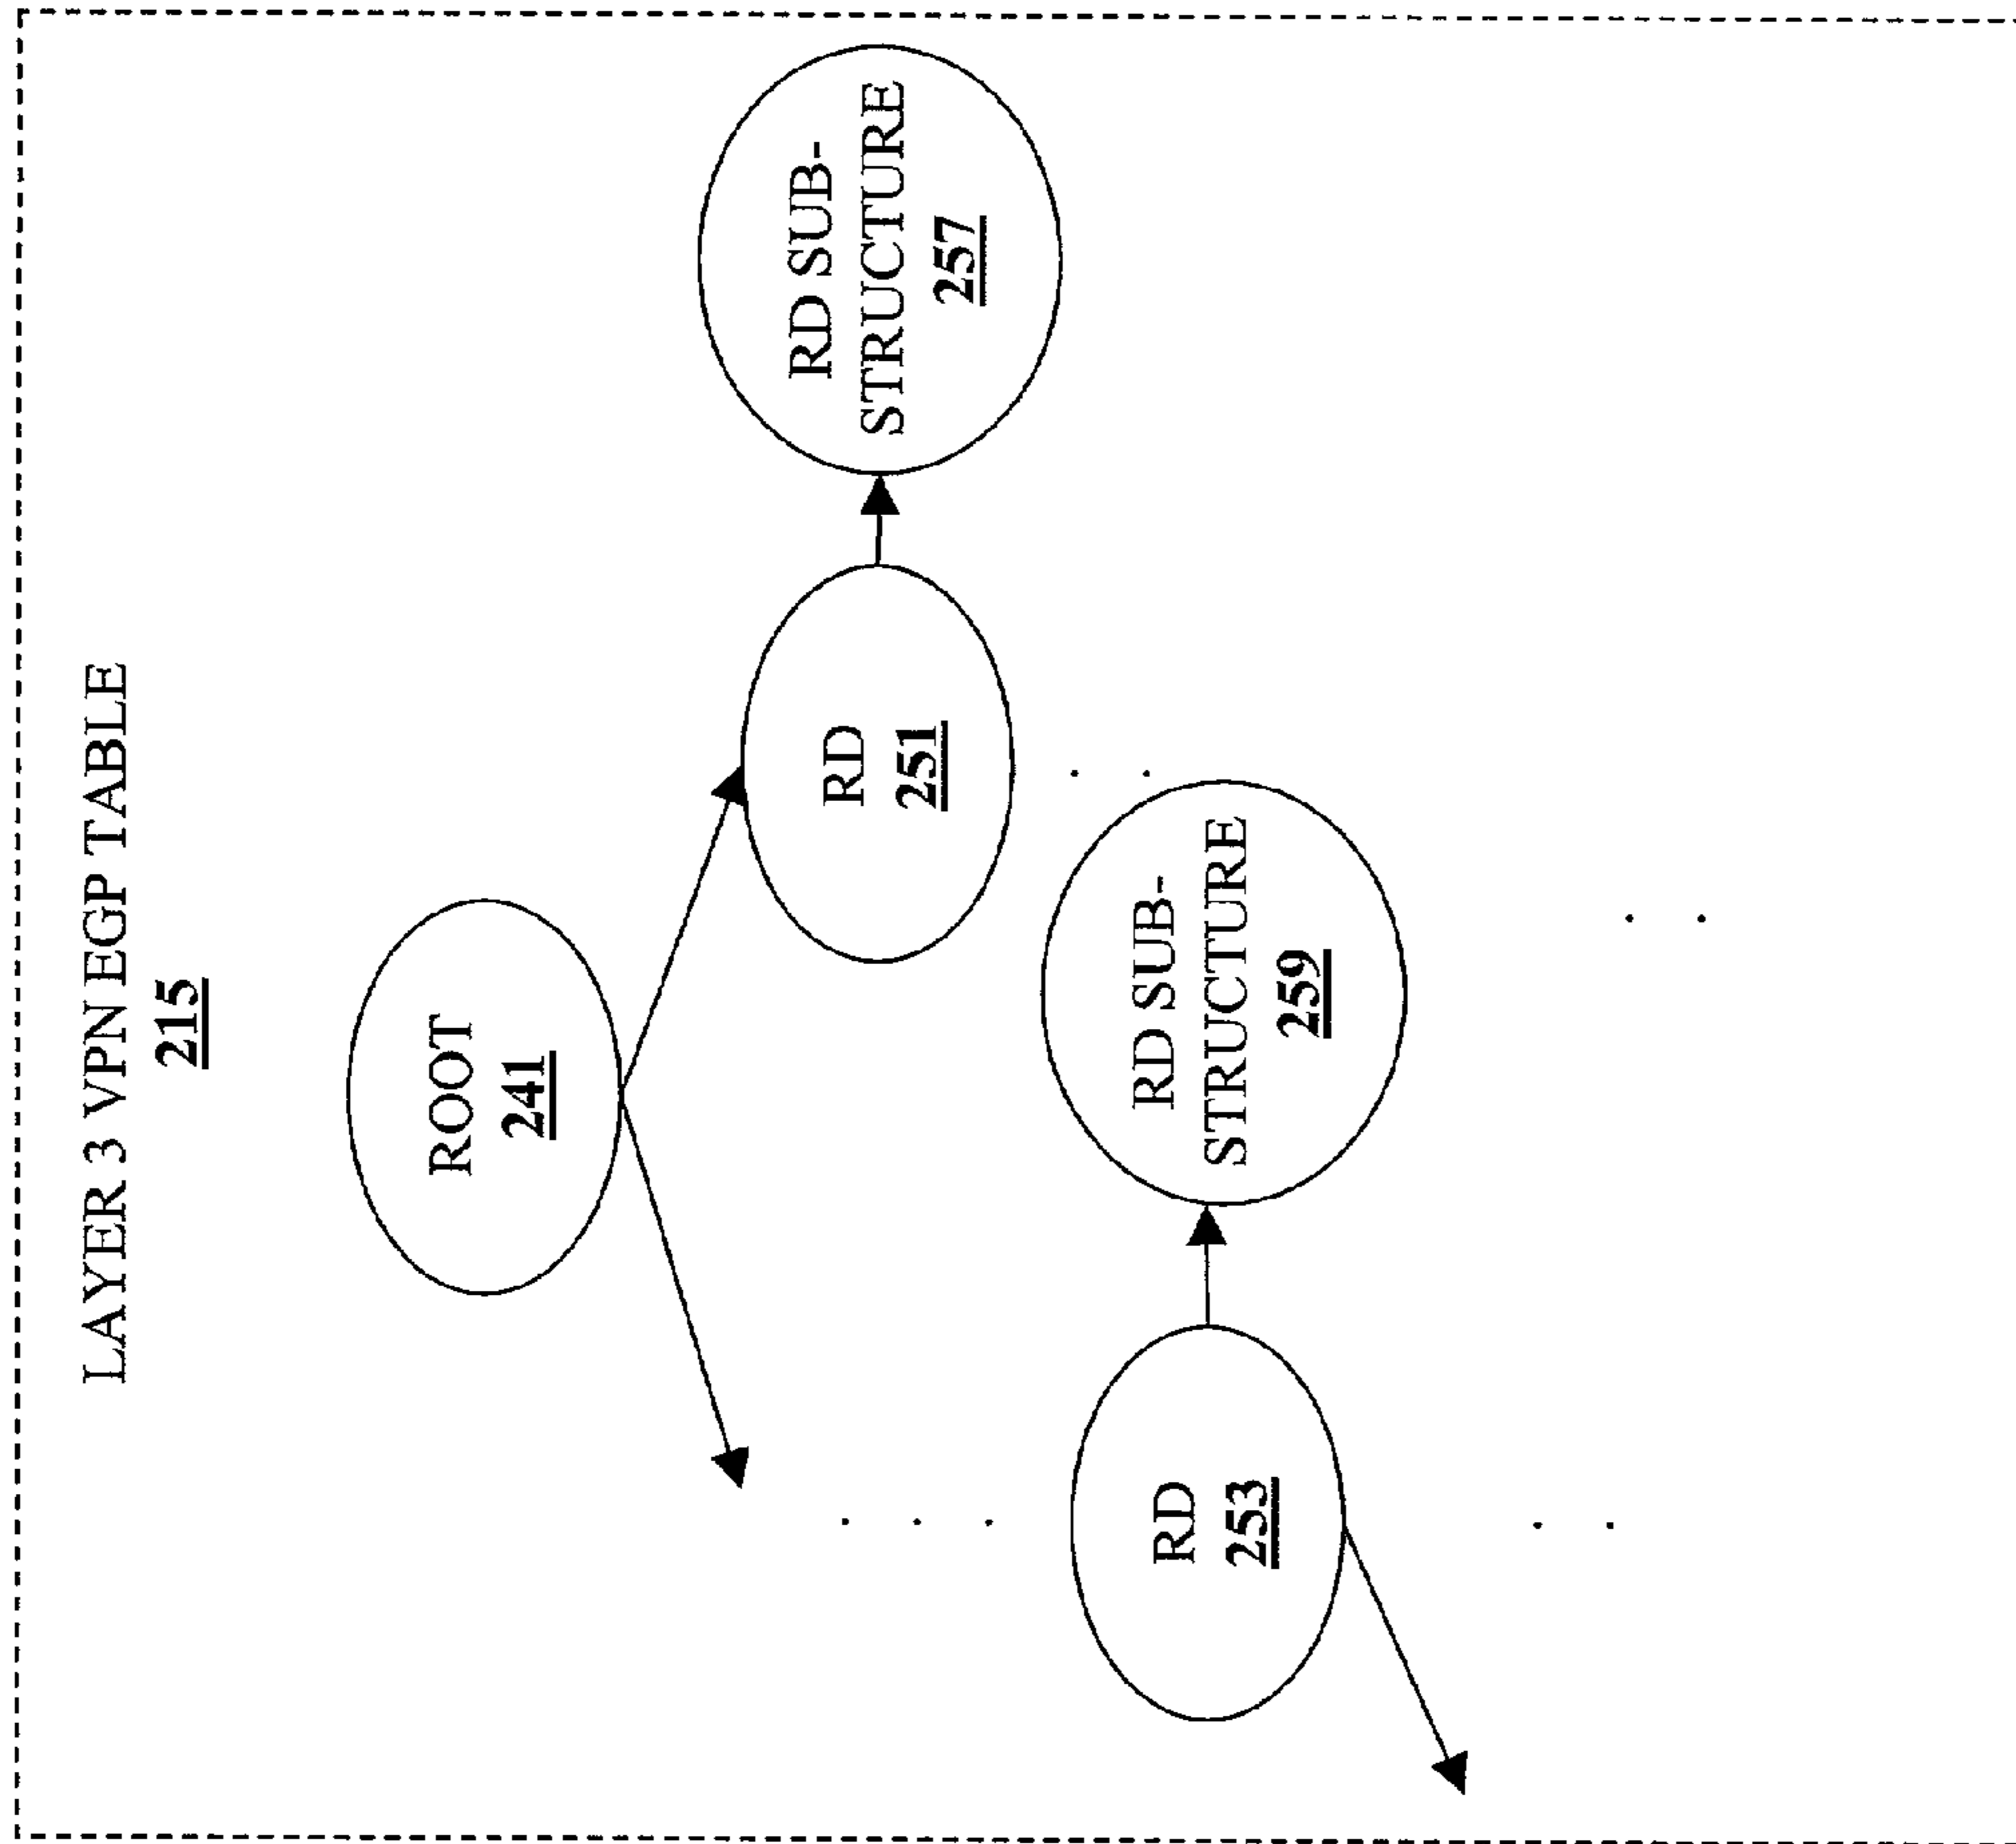 LAYER 3 VPN EGP TABLE
215
ROOT
241
RD
251
RD SUB-
STRUCTURE
257
RD
253
RD SUB-
STRUCTURE
259